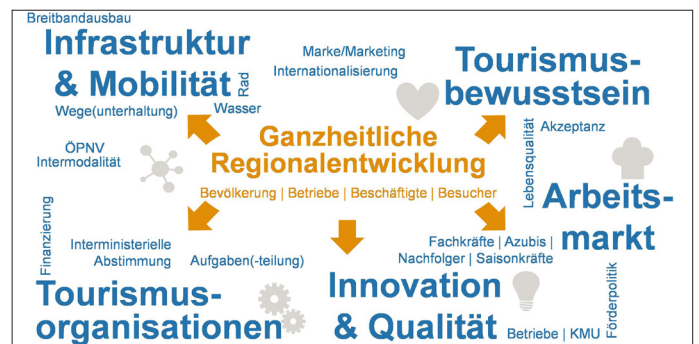 Breitbandausbau
Infrastruktur
& Mobilität
Rad
Wege(unterhaltung)
Wasser
Marke/Marketing
Internationalisierung
Tourismus-
bewusstsein
Lebensqualität
Akzeptanz
ÖPNV
Intermodalität
Ganzheitliche
Regionalentwicklung
Bevölkerung | Betriebe | Beschäftigte | Besucher
Arbeits-
markt
Fachkräfte | Azubis |
Nachfolger | Saisonkräfte
Finanzierung
Interministerielle
Abstimmung
Aufgaben(-teilung)
Tourismus-
organisationen
Innovation
& Qualität
Betriebe | KMU
Förderpolitik